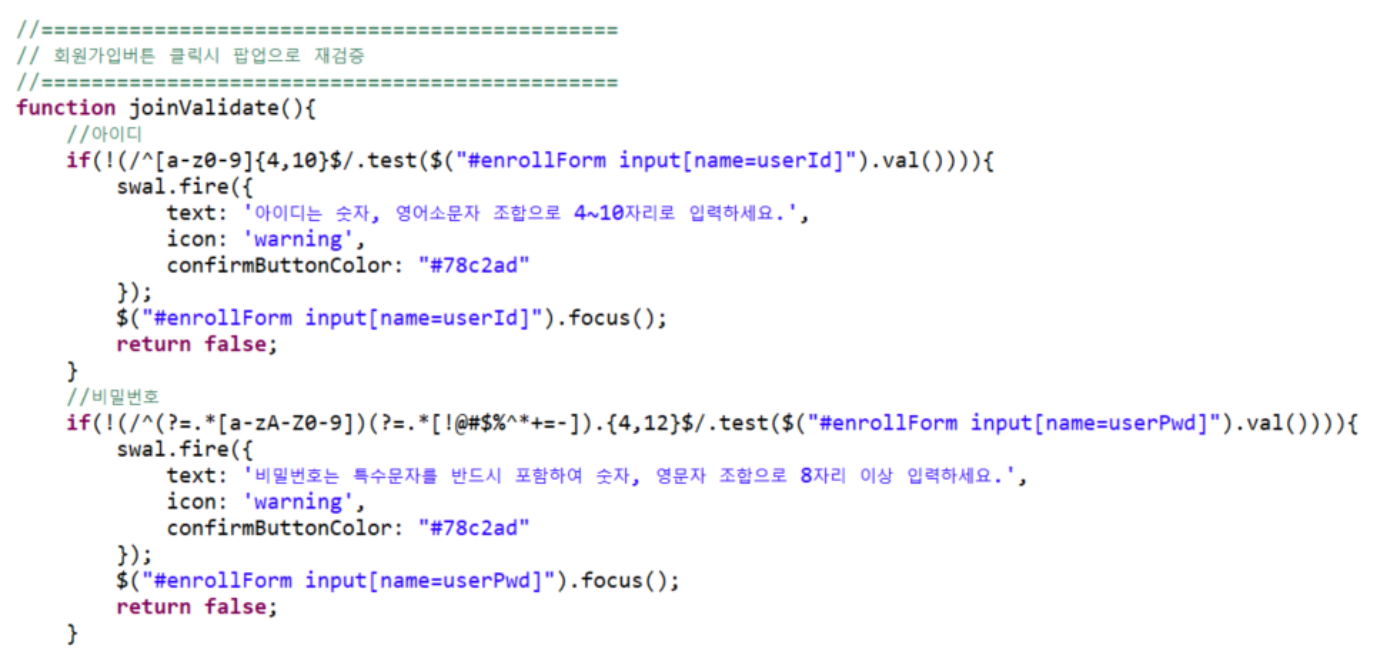 //==============================================
// 회원가입버튼 클릭시 팝업으로 재검증
//==============================================
function joinValidate(){
    //아이디
    if(!(/^[a-z0-9]{4,10}$/.test($("#enrollForm input[name=userId]").val()))){
        swal.fire({
            text: '아이디는 숫자, 영어소문자 조합으로 4~10자리로 입력하세요.',
            icon: 'warning',
            confirmButtonColor: "#78c2ad"
        });
        $("#enrollForm input[name=userId]").focus();
        return false;
    }
    //비밀번호
    if(!(/^(?=.*[a-zA-Z0-9])(?=.*[!@#$%^*+=-]).{4,12}$/.test($("#enrollForm input[name=userPwd]").val()))){
        swal.fire({
            text: '비밀번호는 특수문자를 반드시 포함하여 숫자, 영문자 조합으로 8자리 이상 입력하세요.',
            icon: 'warning',
            confirmButtonColor: "#78c2ad"
        });
        $("#enrollForm input[name=userPwd]").focus();
        return false;
    }